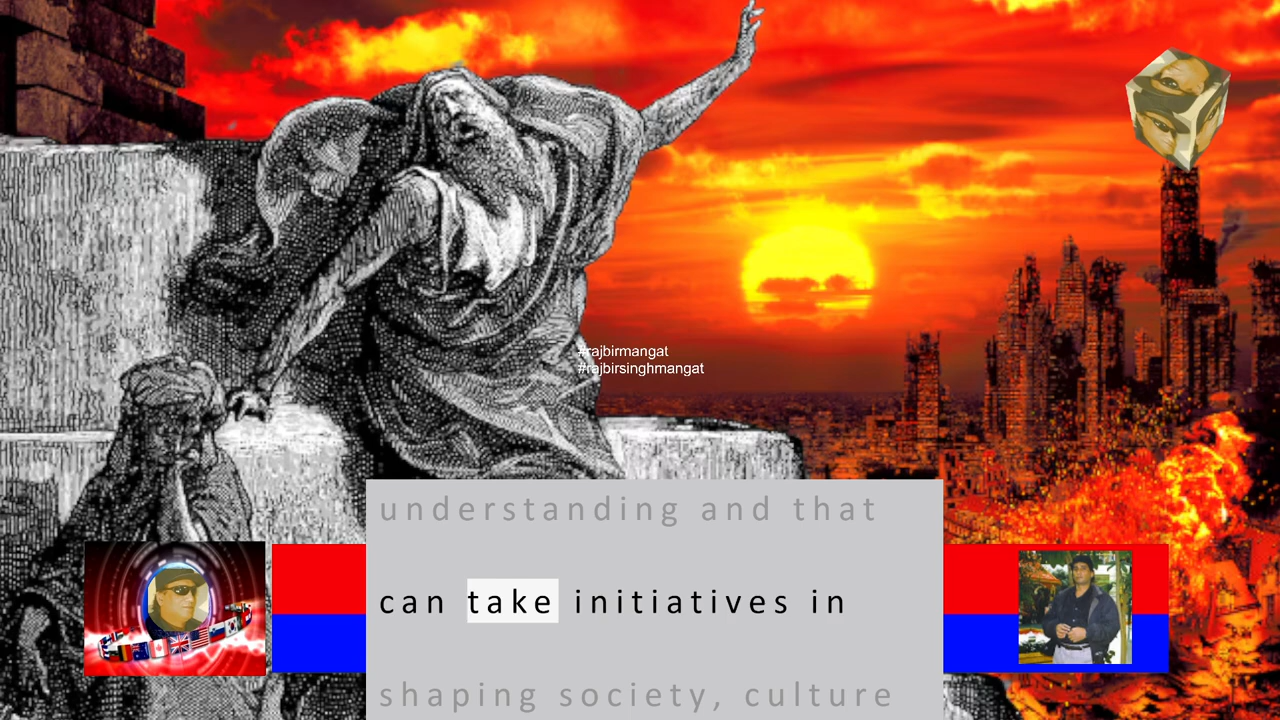 #rajbirmangat
#rajbirsinghmangat
understanding and that
can take initiatives in
shaping society, culture